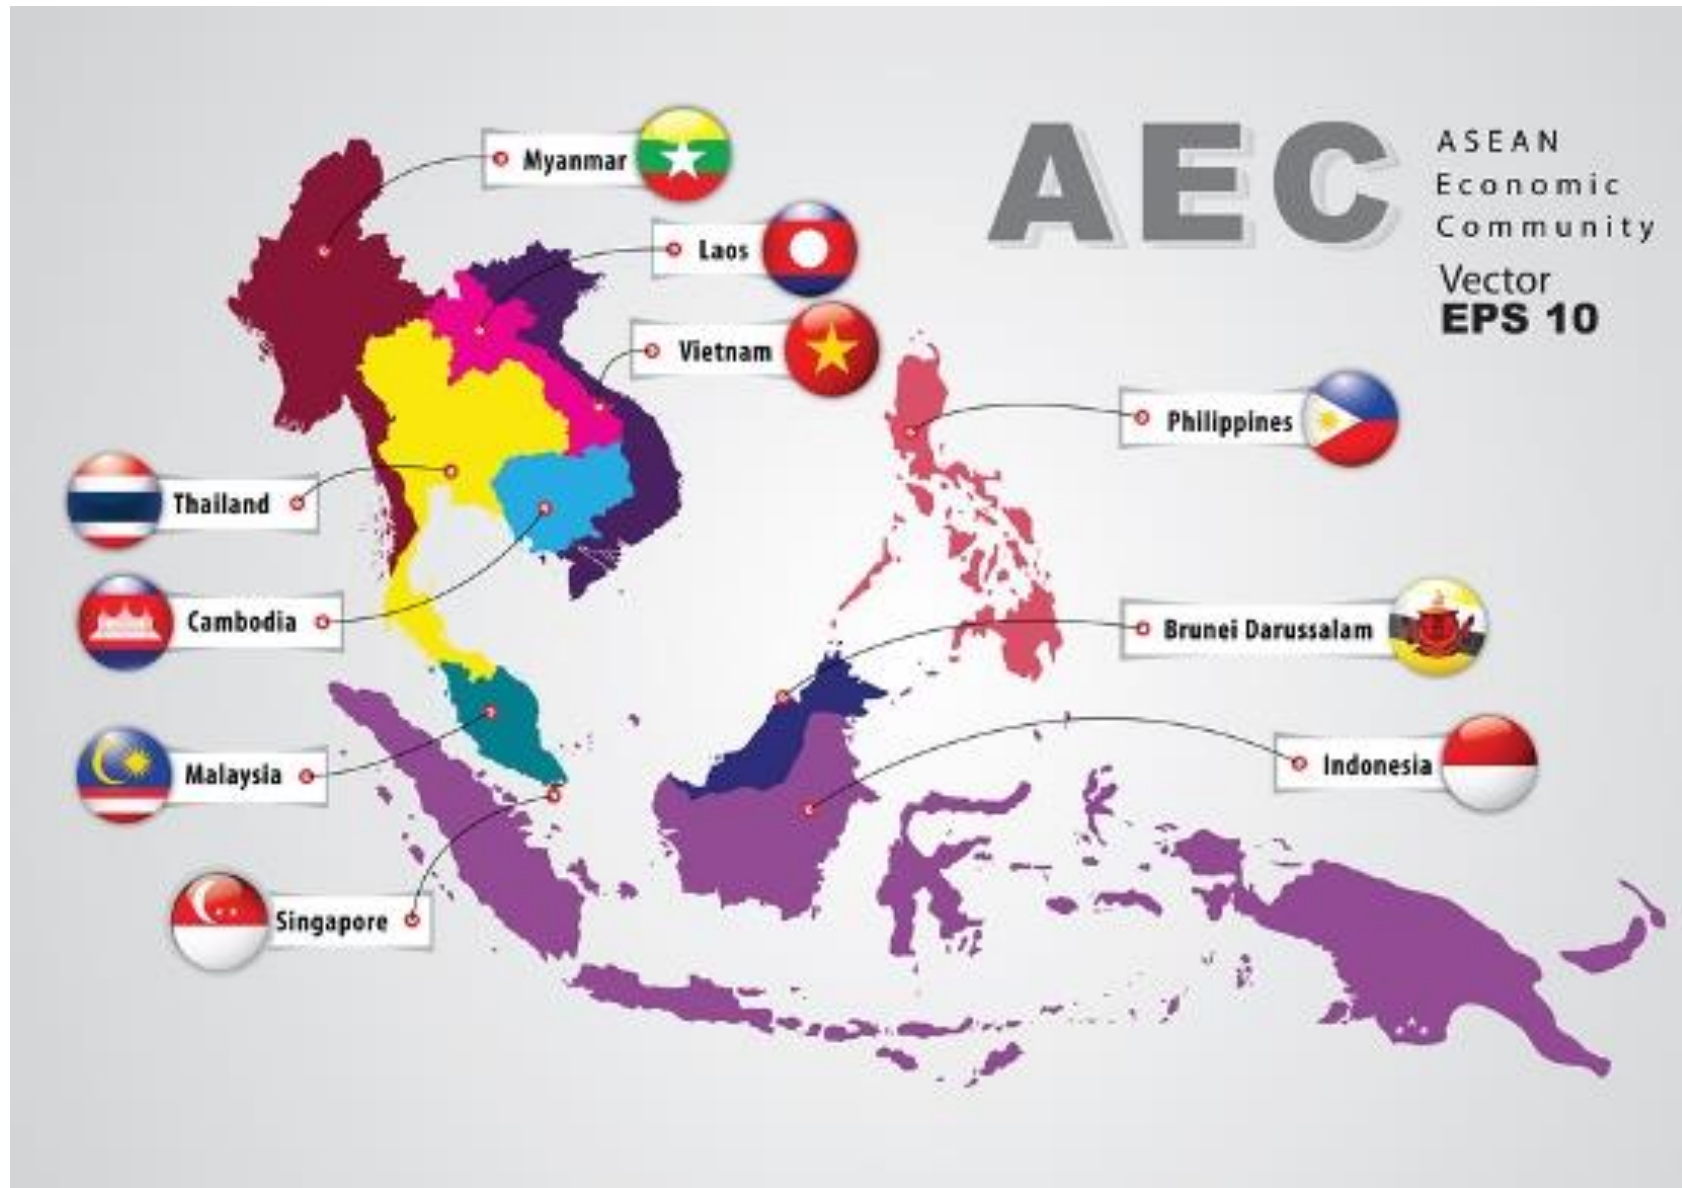 AEC
ASEAN
Economic
Community
Vector
EPS 10
Myanmar
Laos
Vietnam
Philippines
Thailand
Cambodia
Brunei Darussalam
Malaysia
Indonesia
Singapore